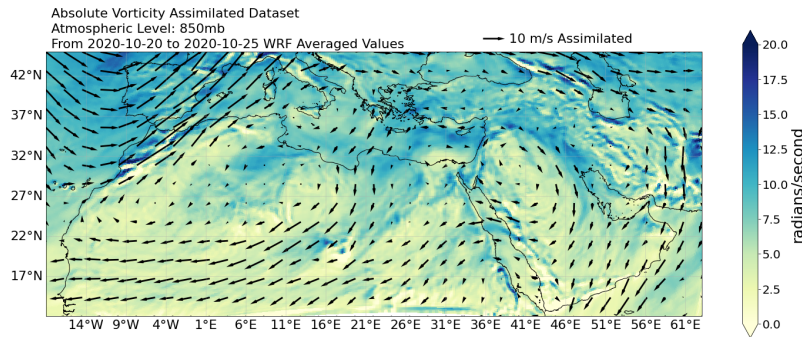 Absolute Vorticity Assimilated Dataset
Atmospheric Level: 850mb
From 2020-10-20 to 2020-10-25 WRF Averaged Values
10 m/s Assimilated
42°N
37°N
32°N
27°N
22°N
17°N
14°W 9°W 4°W 1°E 6°E 11°E 16°E 21°E 26°E 31°E 36°E 41°E 46°E 51°E 56°E 61°E
20.0
17.5
15.0
12.5
10.0
7.5
5.0
2.5
0.0
radians/second